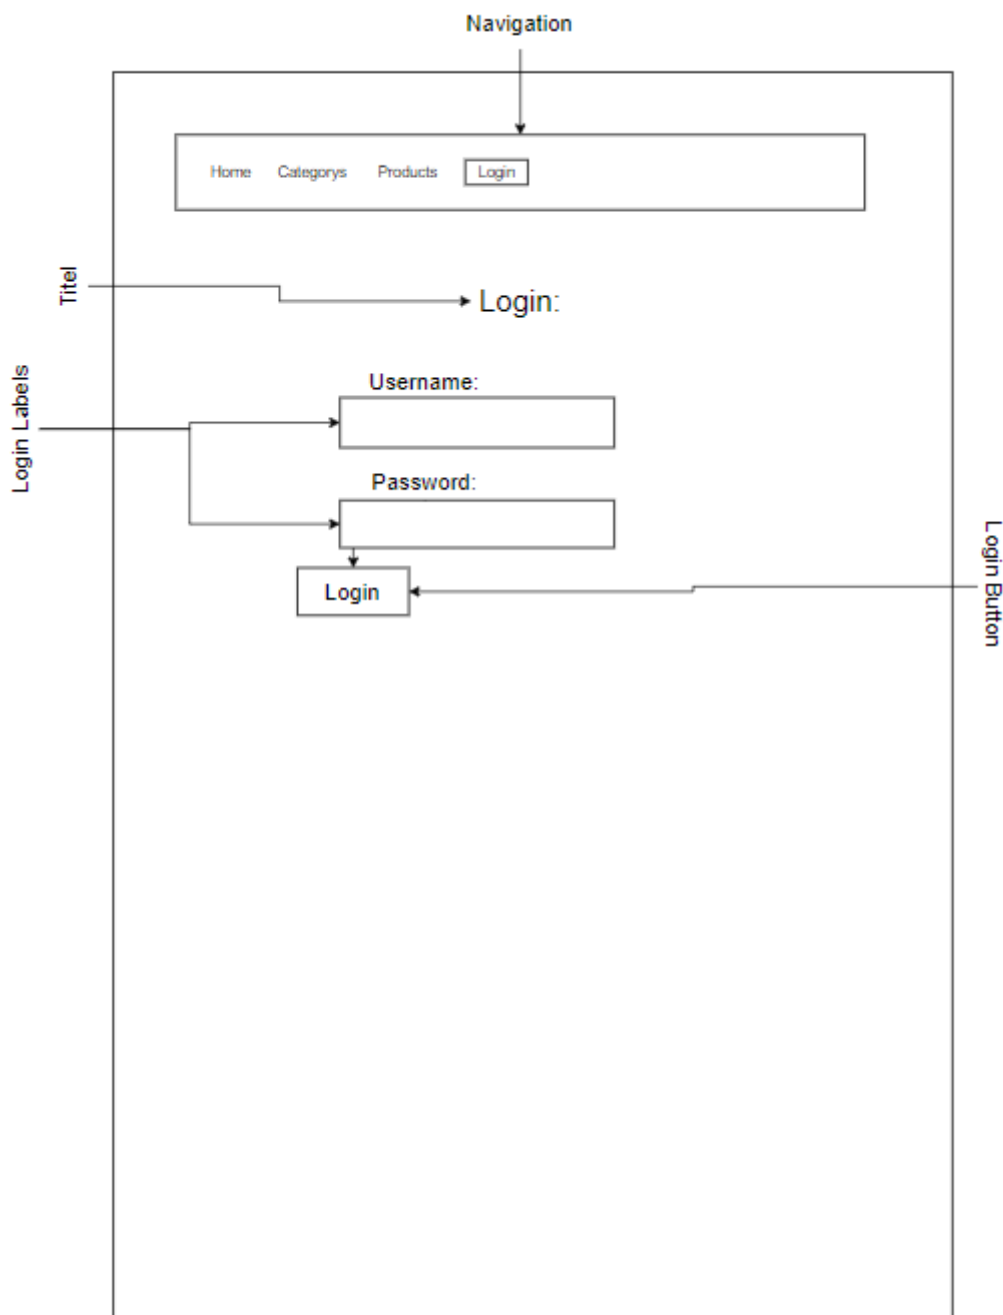 Navigation
Home Categorys Products Login
Titel
Login:
Login Labels
Username:
Password:
Login
Login Button